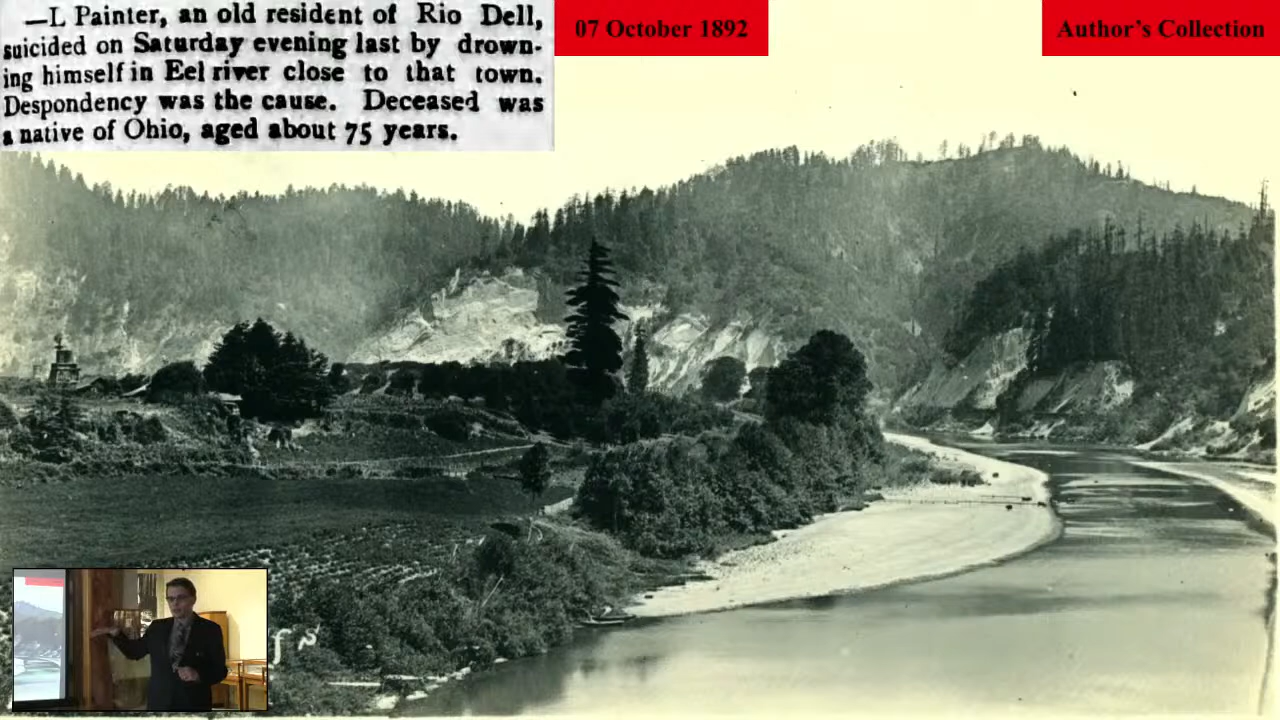 —L Painter, an old resident of Rio Dell,
suicided on Saturday evening last by drown-
ing himself in Eel river close to that town.
Despondency was the cause. Deceased was
a native of Ohio, aged about 75 years.
07 October 1892
Author's Collection